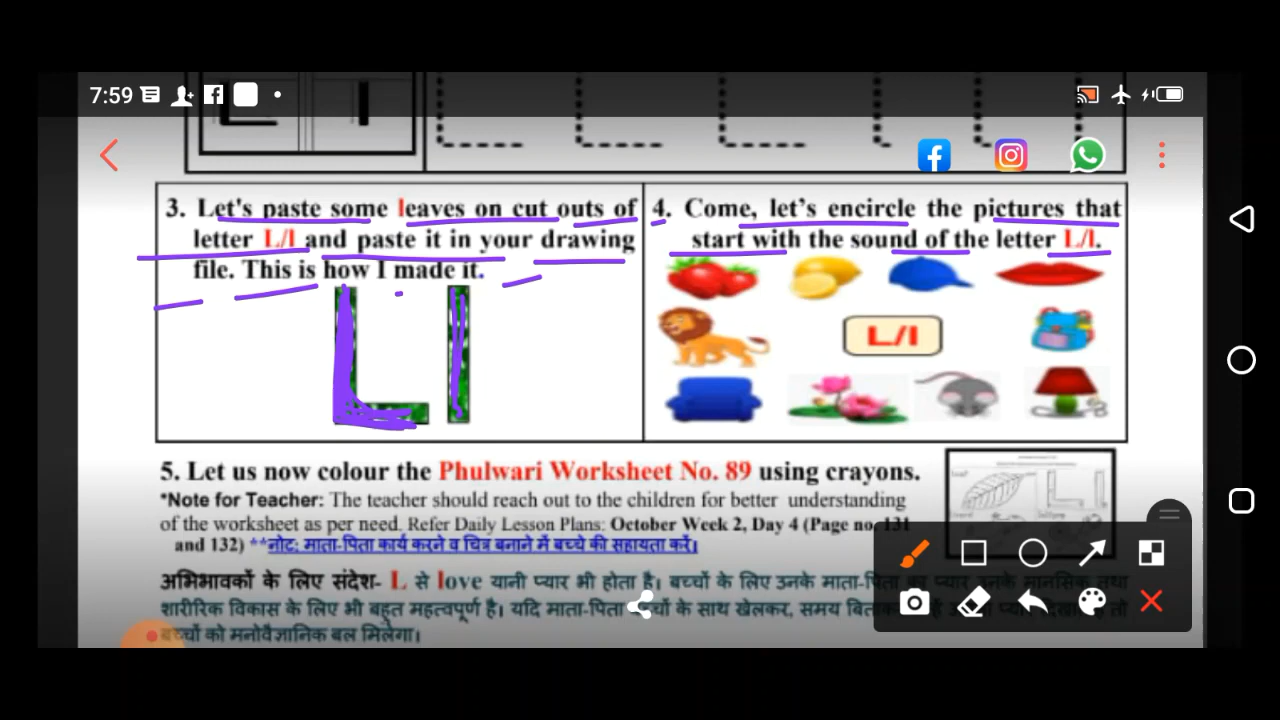 7:59
3. Let's paste some leaves on cut outs of
letter L/l and paste it in your drawing
file. This is how I made it.
L l
4. Come, let's encircle the pictures that
start with the sound of the letter L/l.
L/l
5. Let us now colour the Phulwari Worksheet No. 89 using crayons.
*Note for Teacher: The teacher should reach out to the children for better understanding
of the worksheet as per need. Refer Daily Lesson Plans: October Week 2, Day 4 (Page no. 131
and 132) **नोट: माता-पिता कार्य करने व चित्र बनाने में बच्चे की सहायता करें।
अभिभावकों के लिए संदेश- L से love यानी प्यार भी होता है। बच्चों के लिए उनके माता-पिता का प्यार उनके मानसिक तथा
शारीरिक विकास के लिए भी बहुत महत्वपूर्ण है। यदि माता-पिता बच्चों के साथ खेलकर, समय
बच्चों को मनोवैज्ञानिक बल मिलेगा।